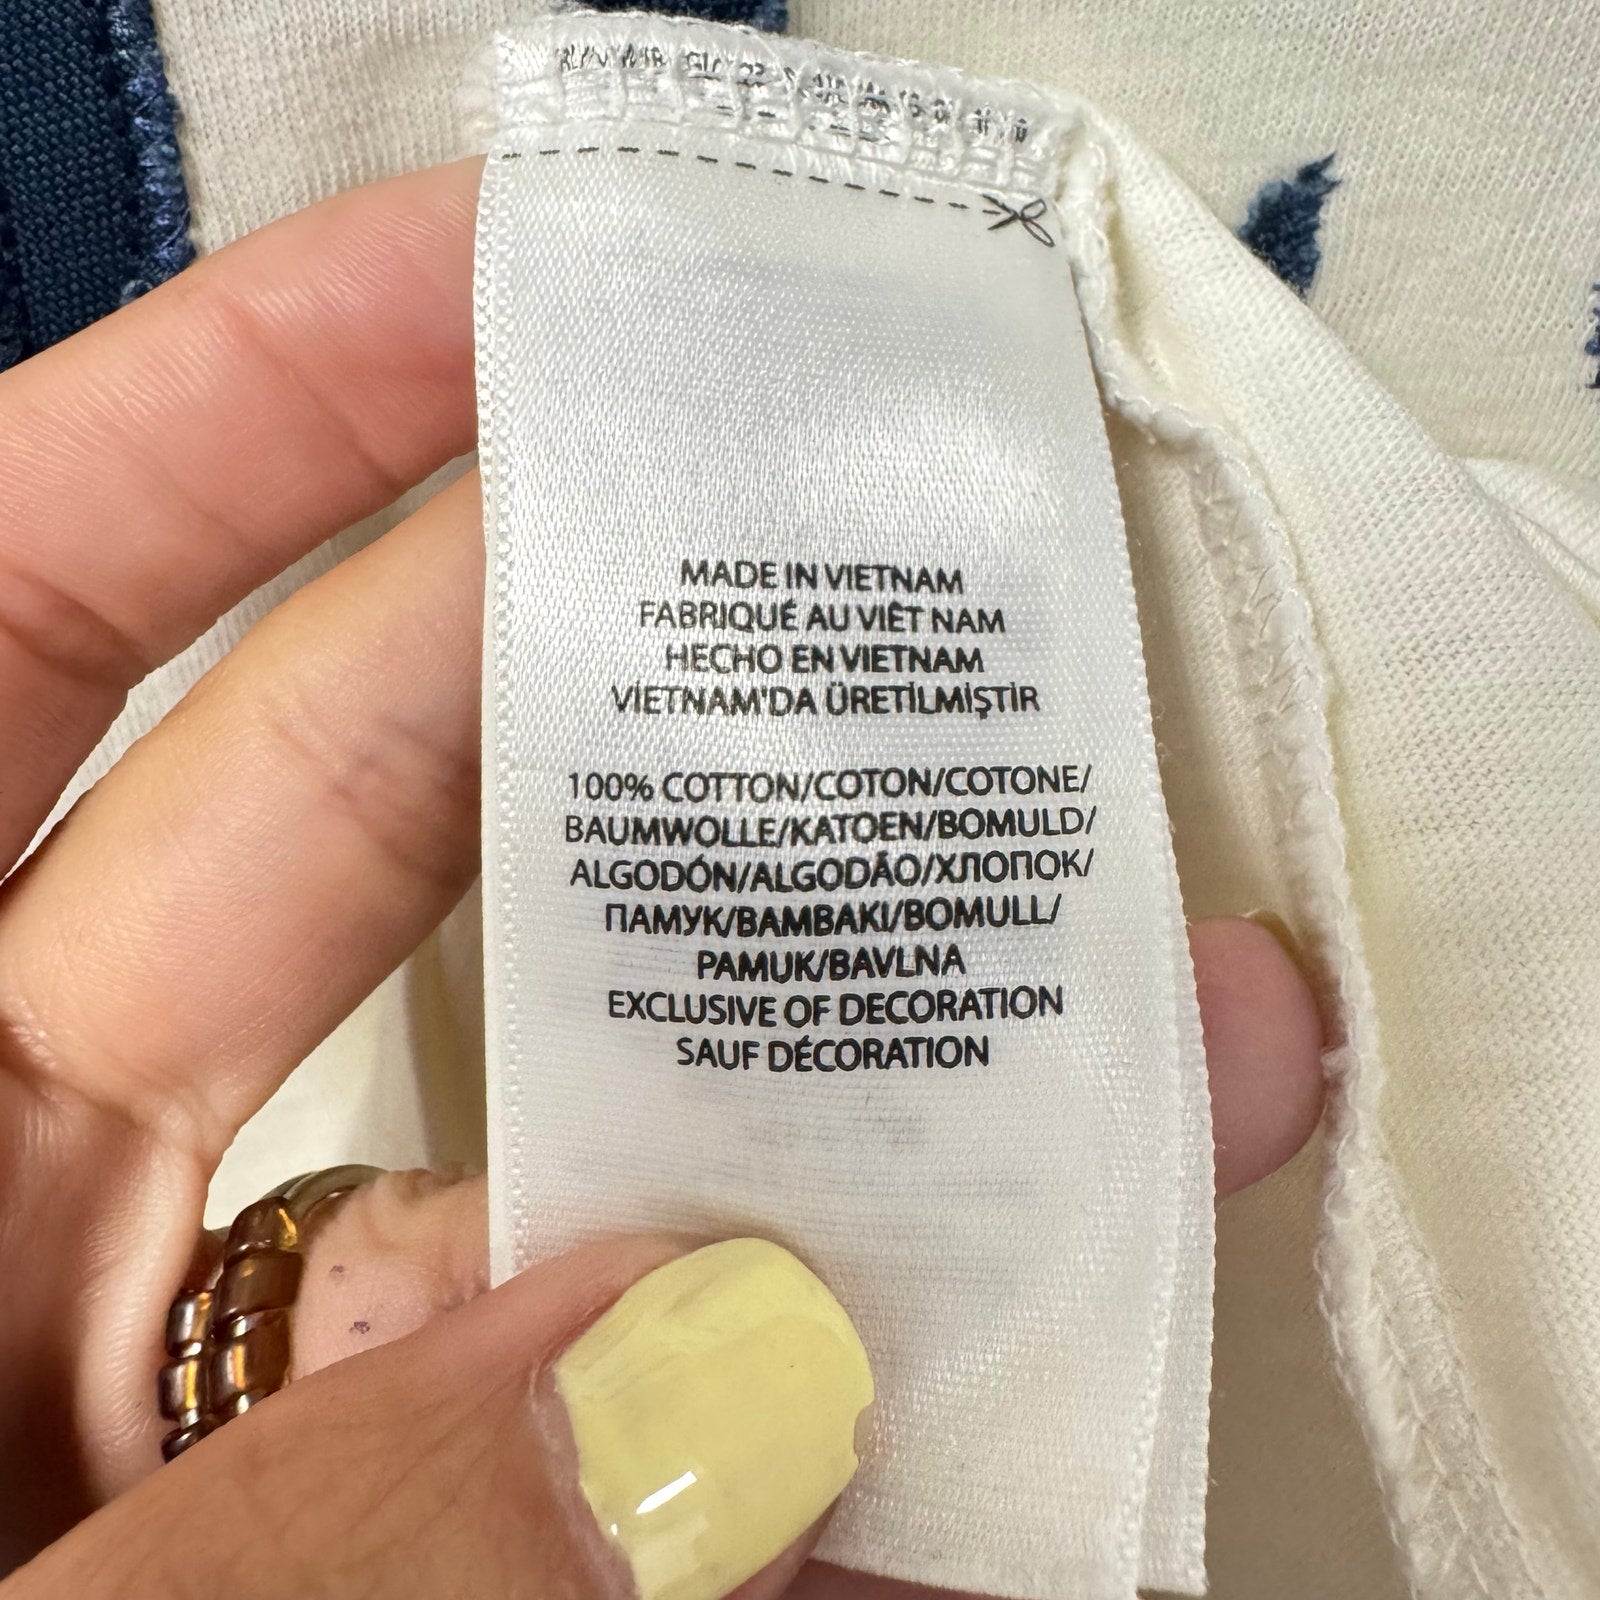 MADE IN VIETNAM
FABRIQUÉ AU VIÊT NAM
HECHO EN VIETNAM
VİETNAM'DA ÜRETİLMİŞTİR
100% COTTON/COTON/COTONE/
BAUMWOLLE/KATOEN/BOMULD/
ALGODÓN/ALGODÃO/ХЛОПОК/
ПАМУК/BAMBAKI/BOMULL/
PAMUK/BAVLNA
EXCLUSIVE OF DECORATION
SAUF DÉCORATION